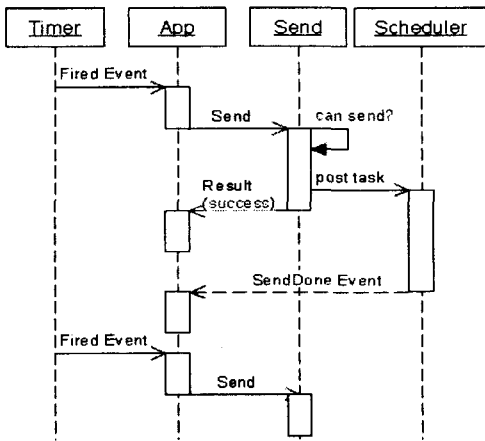 Timer
App
Send
Scheduler
Fired Event
Send
can send?
post task
Result
(success)
SendDone Event
Fired Event
Send